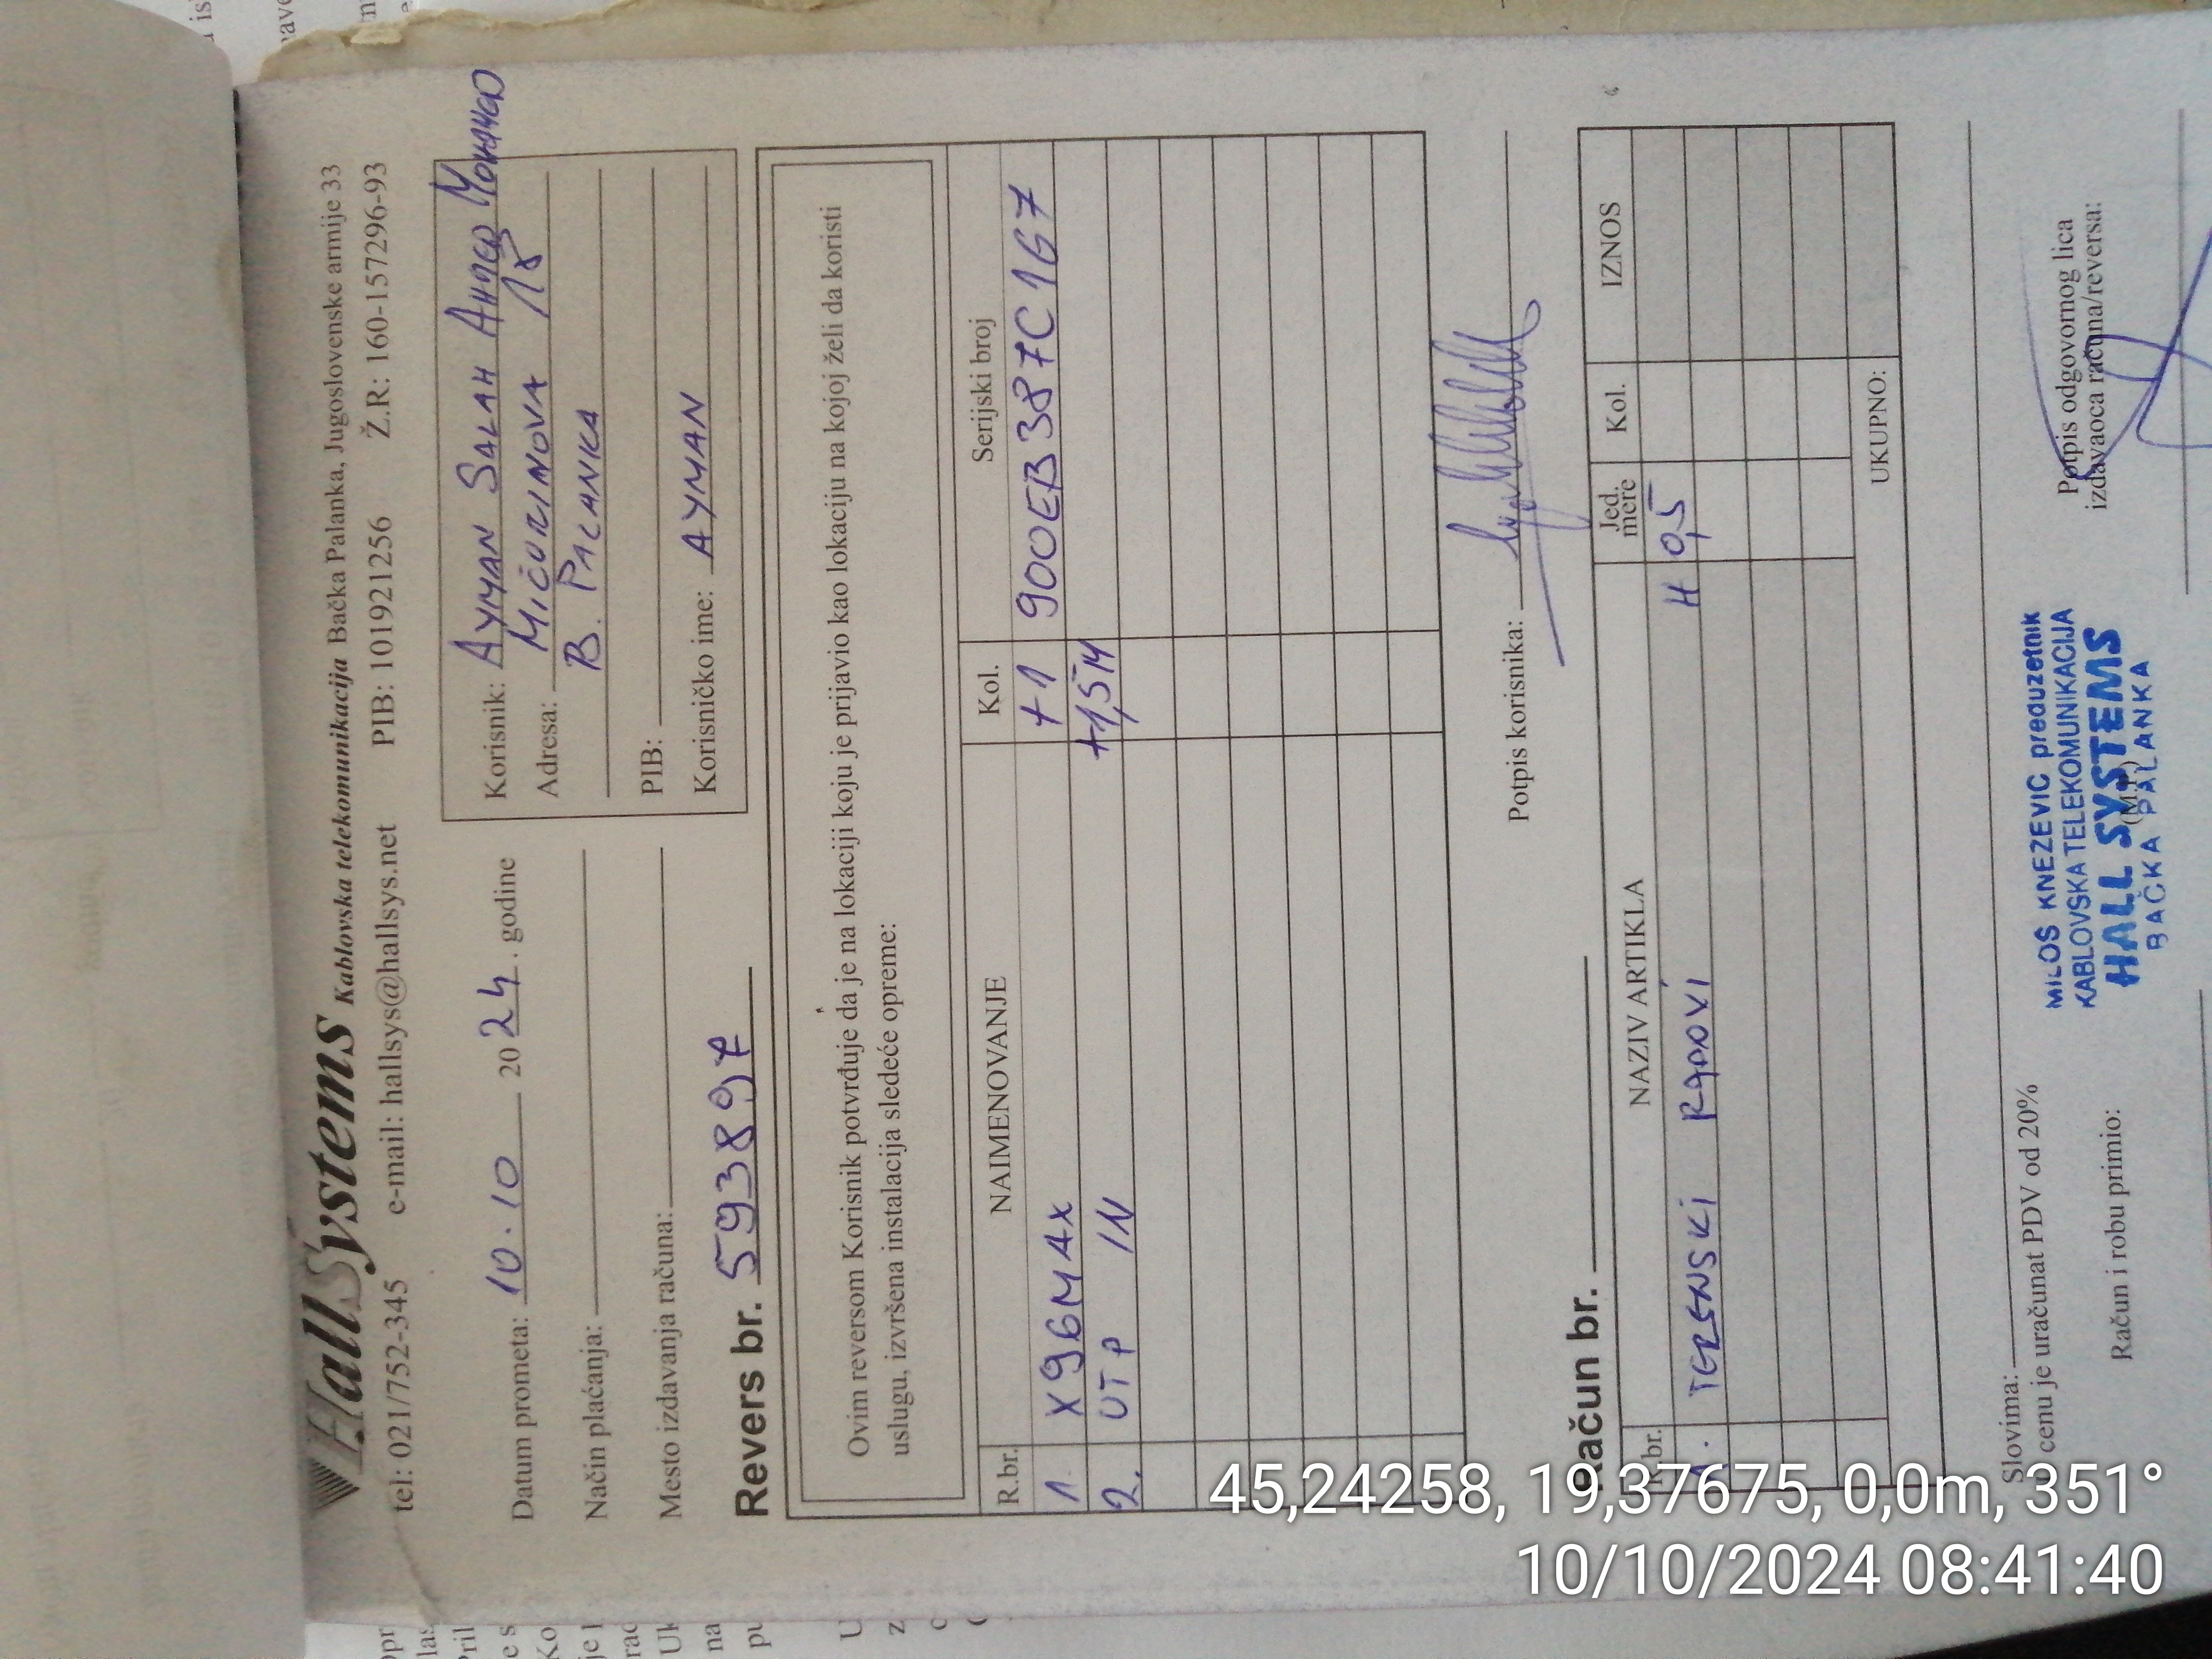 HallSystems Kablovska telekomunikacija Bačka Palanka, Jugoslovenske armije 33
tel: 021/752-345 e-mail: hallsys@hallsys.net PIB: 101921256 Ž.R: 160-157296-93
Datum prometa: 10.10 2024. godine
Način plaćanja:
Mesto izdavanja računa:
Korisnik: AYMAN SALAH AHMED MOHAMED
Adresa: MIČURINOVA 18
B. PALANKA
PIB:
Korisničko ime: AYMAN
Revers br. 593897
Ovim reversom Korisnik potvrđuje da je na lokaciji koju je prijavio kao lokaciju na kojoj želi da koristi
uslugu, izvršena instalacija sledeće opreme:
R.br. NAIMENOVANJE Kol. Serijski broj
1 X96MAX +1 900EB387C1G7
2. UTP IN +1,5M
Potpis korisnika:
Račun br.
R.br. NAZIV ARTIKLA Jed. mere Kol. IZNOS
1. TERENSKI RADOVI H 0,5
UKUPNO:
Slovima:
U cenu je uračunat PDV od 20%
Račun i robu primio:
MILOS KNEZEVIC preduzetnik
KABLOVSKA TELEKOMUNIKACIJA
HALL SYSTEMS
(M.P.)
BAČKA PALANKA
Potpis odgovornog lica
izdavaoca računa/reversa:
45,24258, 19,37675, 0,0m, 351°
10/10/2024 08:41:40